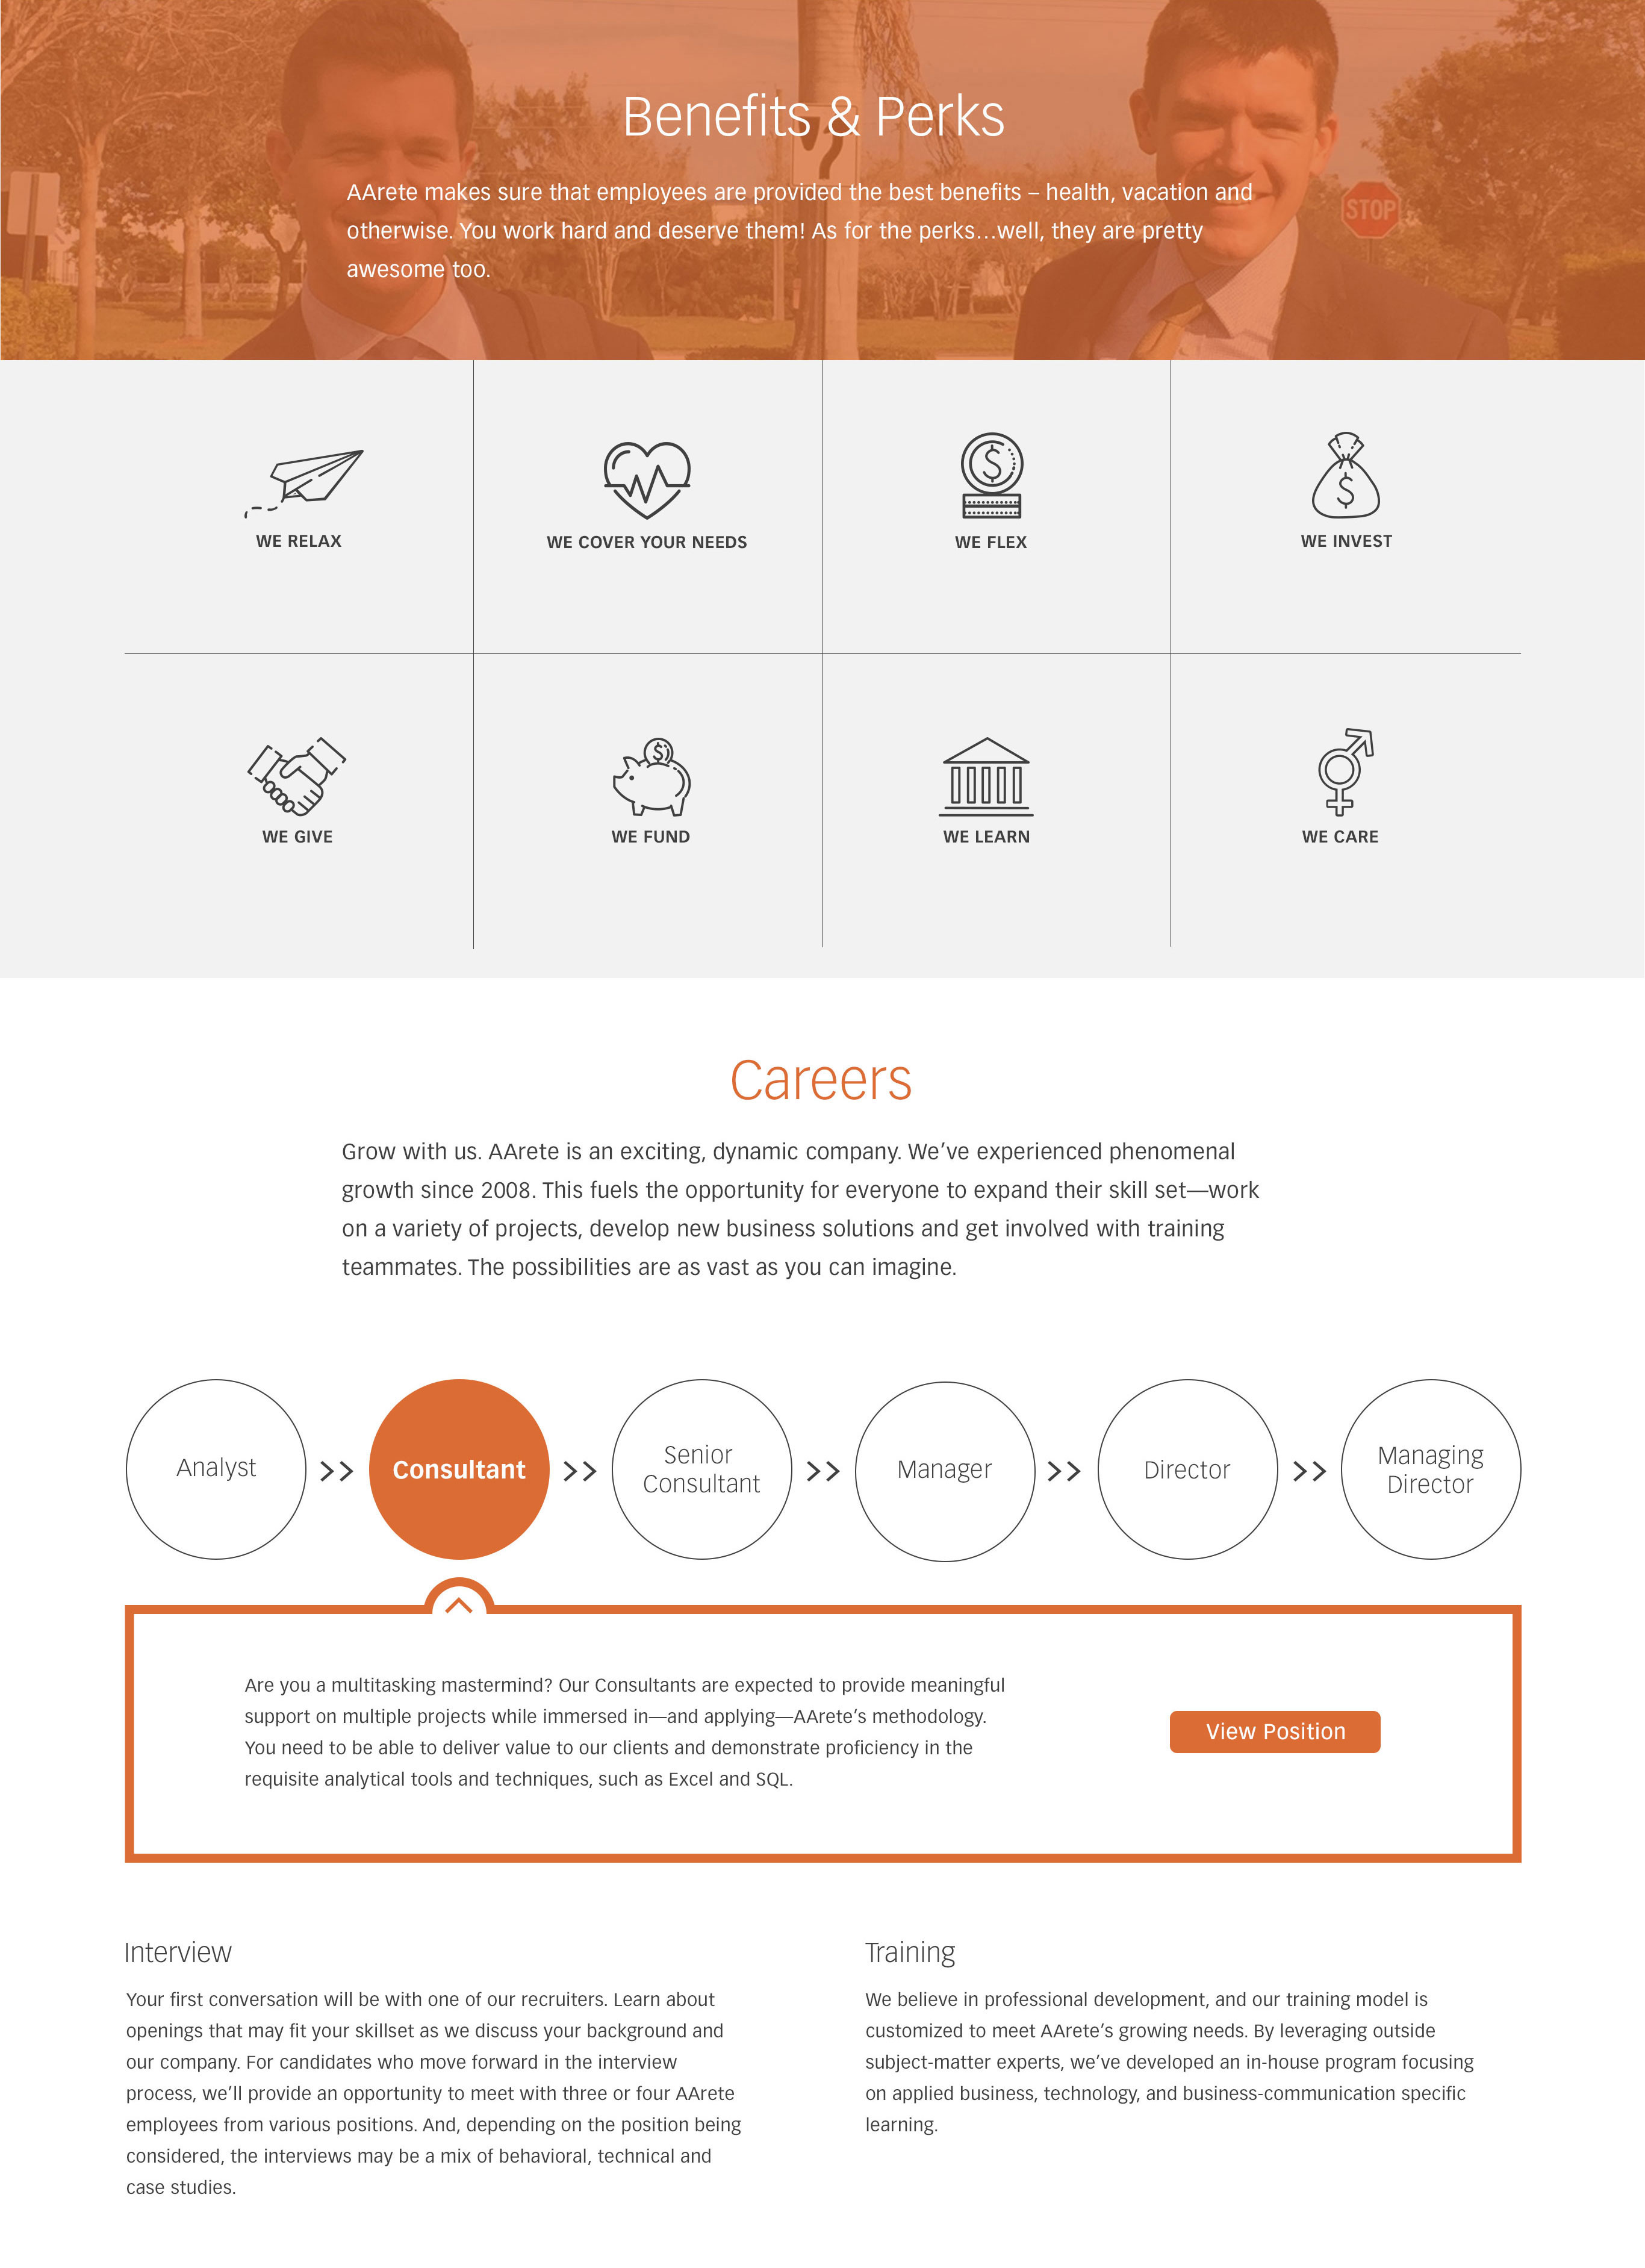 Benefits & Perks
AArete makes sure that employees are provided the best benefits – health, vacation and
otherwise. You work hard and deserve them! As for the perks…well, they are pretty
awesome too.
STOP
WE RELAX
WE COVER YOUR NEEDS
WE FLEX
WE INVEST
WE GIVE
WE FUND
WE LEARN
WE CARE
Careers
Grow with us. AArete is an exciting, dynamic company. We’ve experienced phenomenal
growth since 2008. This fuels the opportunity for everyone to expand their skill set—work
on a variety of projects, develop new business solutions and get involved with training
teammates. The possibilities are as vast as you can imagine.
Analyst
Consultant
Senior
Consultant
Manager
Director
Managing
Director
Are you a multitasking mastermind? Our Consultants are expected to provide meaningful
support on multiple projects while immersed in—and applying—AArete’s methodology.
You need to be able to deliver value to our clients and demonstrate proficiency in the
requisite analytical tools and techniques, such as Excel and SQL.
View Position
Interview
Your first conversation will be with one of our recruiters. Learn about
openings that may fit your skillset as we discuss your background and
our company. For candidates who move forward in the interview
process, we’ll provide an opportunity to meet with three or four AArete
employees from various positions. And, depending on the position being
considered, the interviews may be a mix of behavioral, technical and
case studies.
Training
We believe in professional development, and our training model is
customized to meet AArete’s growing needs. By leveraging outside
subject-matter experts, we’ve developed an in-house program focusing
on applied business, technology, and business-communication specific
learning.